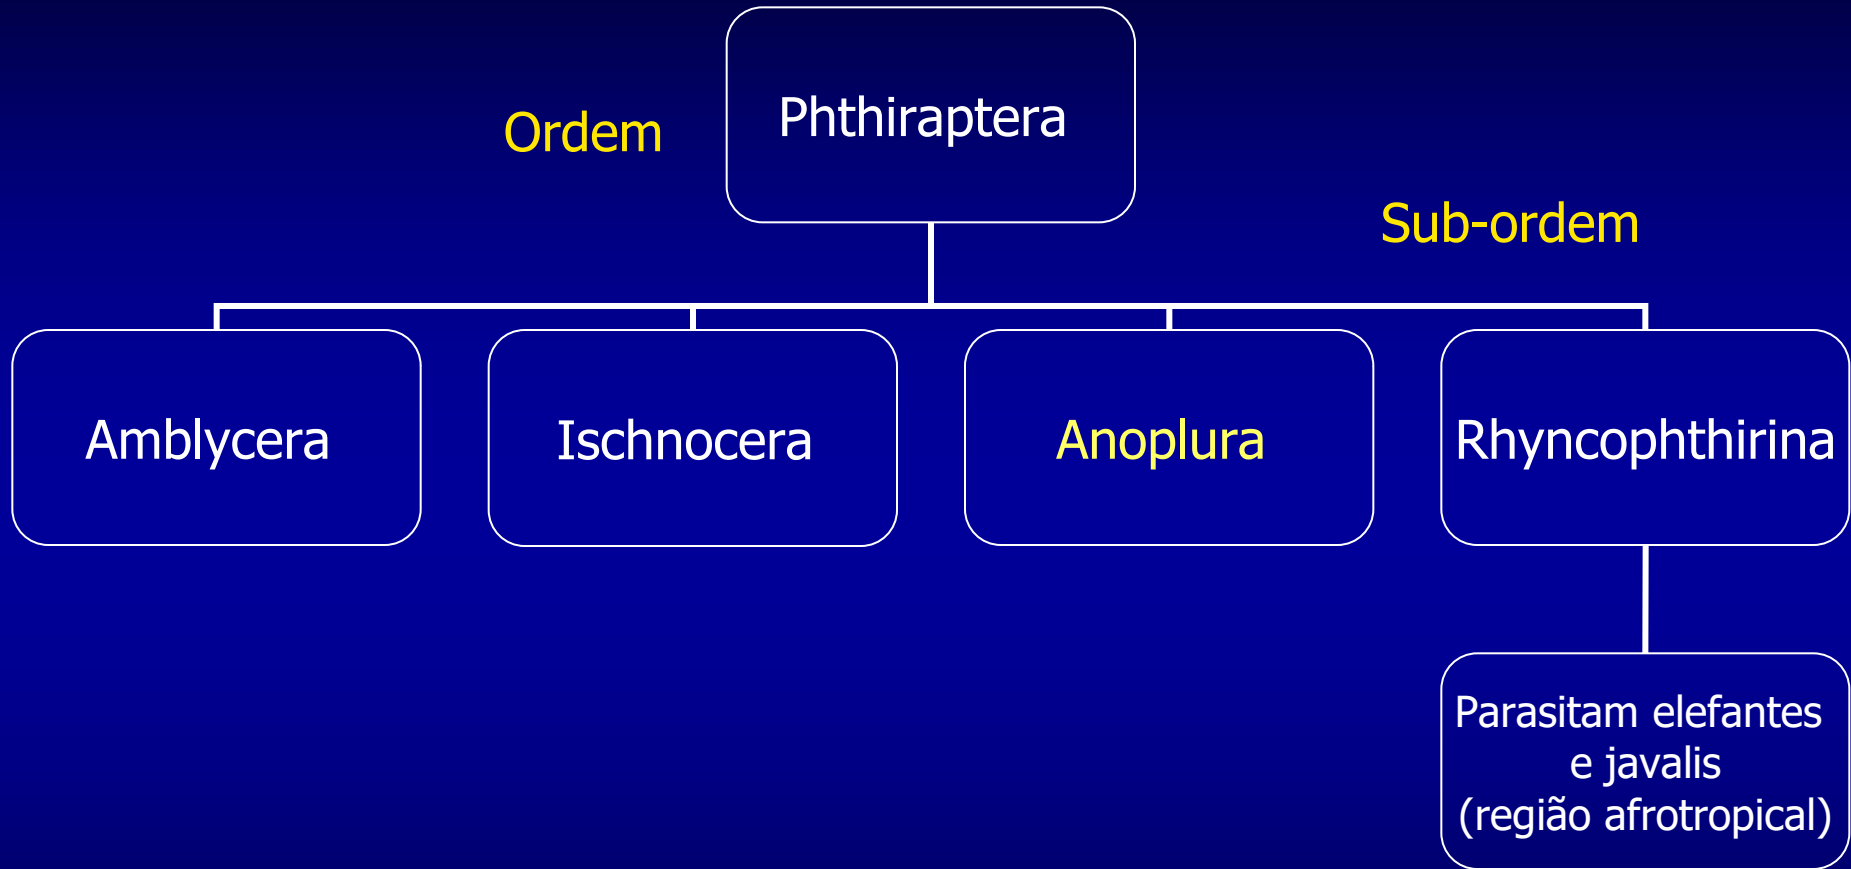 Phthiraptera
Ordem
Sub-ordem
Amblycera
Ischnocera
Anoplura
Rhyncophthirina
Parasitam elefantes
e javalis
(região afrotropical)